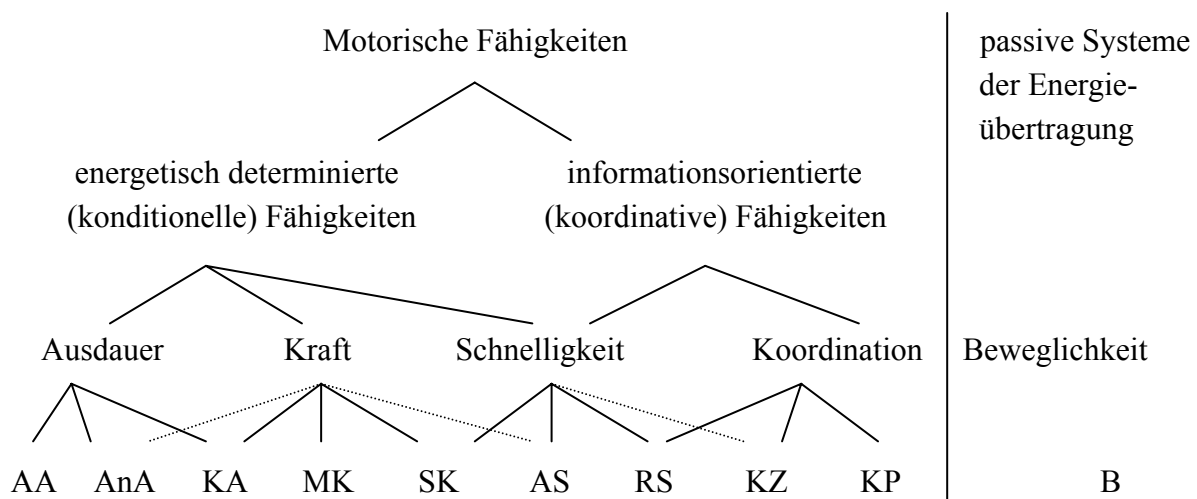 Motorische Fähigkeiten
passive Systeme
der Energie-
übertragung
energetisch determinierte
(konditionelle) Fähigkeiten
informationsorientierte
(koordinative) Fähigkeiten
Ausdauer Kraft Schnelligkeit Koordination Beweglichkeit
AA AnA KA MK SK AS RS KZ KP B